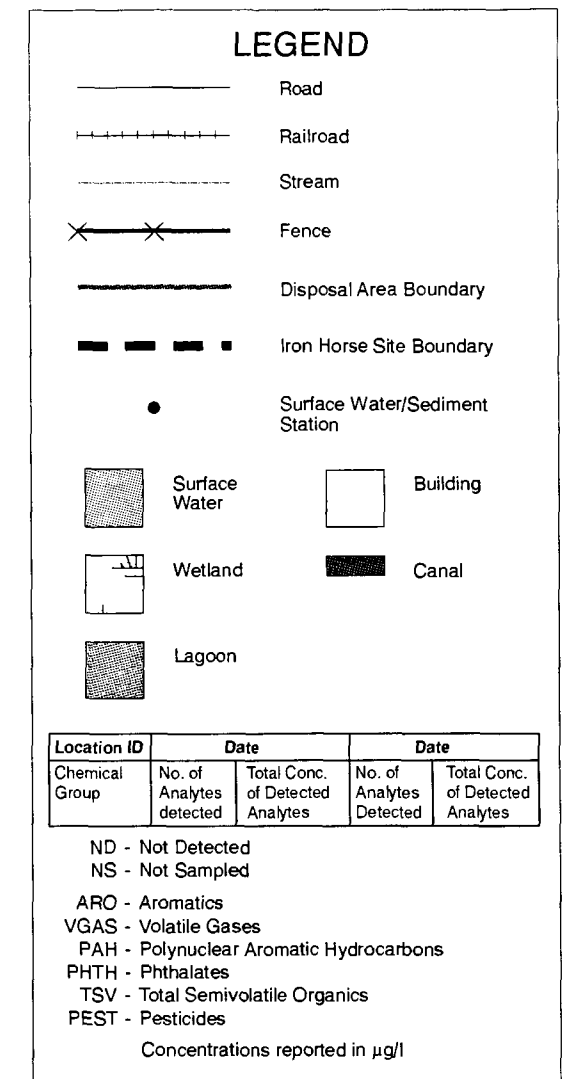 LEGEND
Road
Railroad
Stream
Fence
Disposal Area Boundary
Iron Horse Site Boundary
Surface Water/Sediment
Station
Surface
Water
Building
Wetland
Canal
Lagoon
Location ID Date Date
Chemical No. of Total Conc. No. of Total Conc.
Group Analytes of Detected Analytes of Detected
detected Analytes Detected Analytes
ND - Not Detected
NS - Not Sampled
ARO - Aromatics
VGAS - Volatile Gases
PAH - Polynuclear Aromatic Hydrocarbons
PHTH - Phthalates
TSV - Total Semivolatile Organics
PEST - Pesticides
Concentrations reported in µg/l